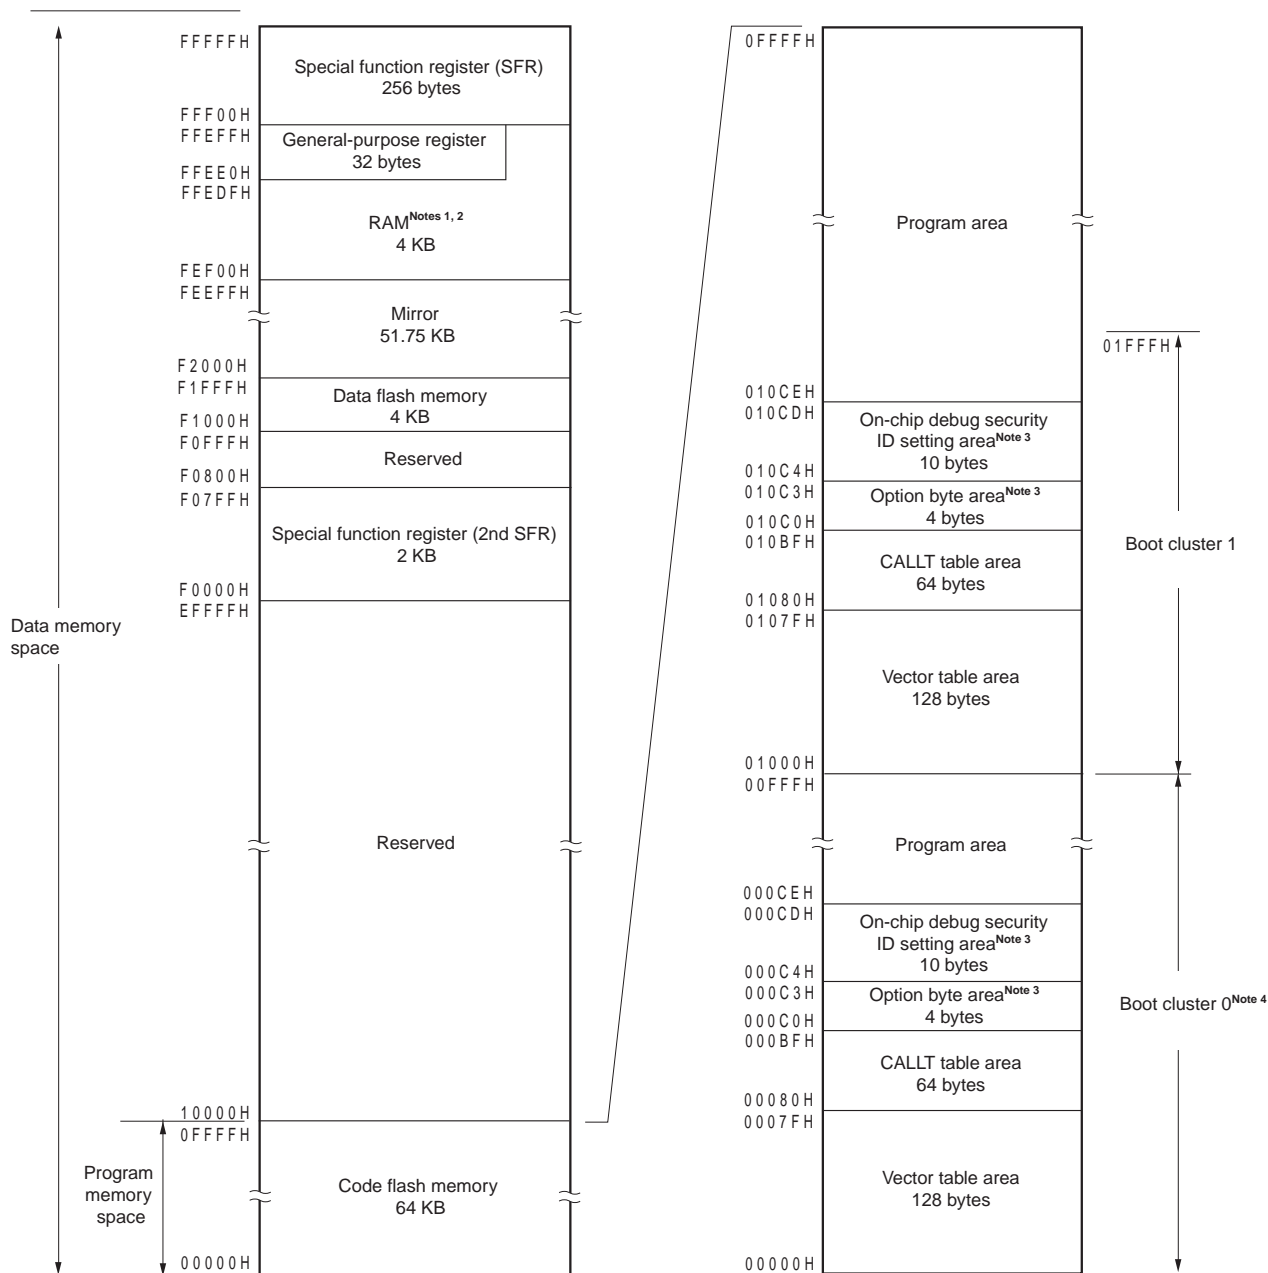 FFFFFH
Special function register (SFR)
256 bytes
FFF00H
FFEFFH
General-purpose register
32 bytes
FFEE0H
FFEDFH
RAMNotes 1, 2
4 KB
FEF00H
FEEFFH
Mirror
51.75 KB
F2000H
F1FFFH
Data flash memory
4 KB
F1000H
F0FFFH
Reserved
F0800H
F07FFH
Special function register (2nd SFR)
2 KB
F0000H
EFFFFH
Data memory
space
Reserved
10000H
0FFFFH
Program
memory
space
Code flash memory
64 KB
00000H
0FFFFH
Program area
01FFFH
010CEH
010CDH
On-chip debug security
ID setting areaNote 3
10 bytes
010C4H
010C3H
Option byte areaNote 3
4 bytes
010C0H
010BFH
Boot cluster 1
CALLT table area
64 bytes
01080H
0107FH
Vector table area
128 bytes
01000H
00FFFH
Program area
000CEH
000CDH
On-chip debug security
ID setting areaNote 3
10 bytes
000C4H
000C3H
Option byte areaNote 3
4 bytes
Boot cluster 0Note 4
000C0H
000BFH
CALLT table area
64 bytes
00080H
0007FH
Vector table area
128 bytes
00000H